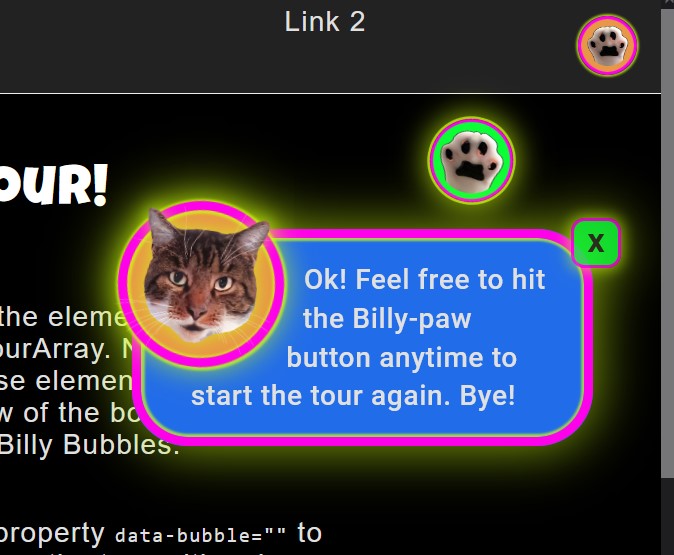 Link 2
OUR!
X
Ok! Feel free to hit
the Billy-paw
button anytime to
start the tour again. Bye!
the eleme
ourArray. N
se elemen
w of the bo
Billy Bubbles.
property data-bubble="" to